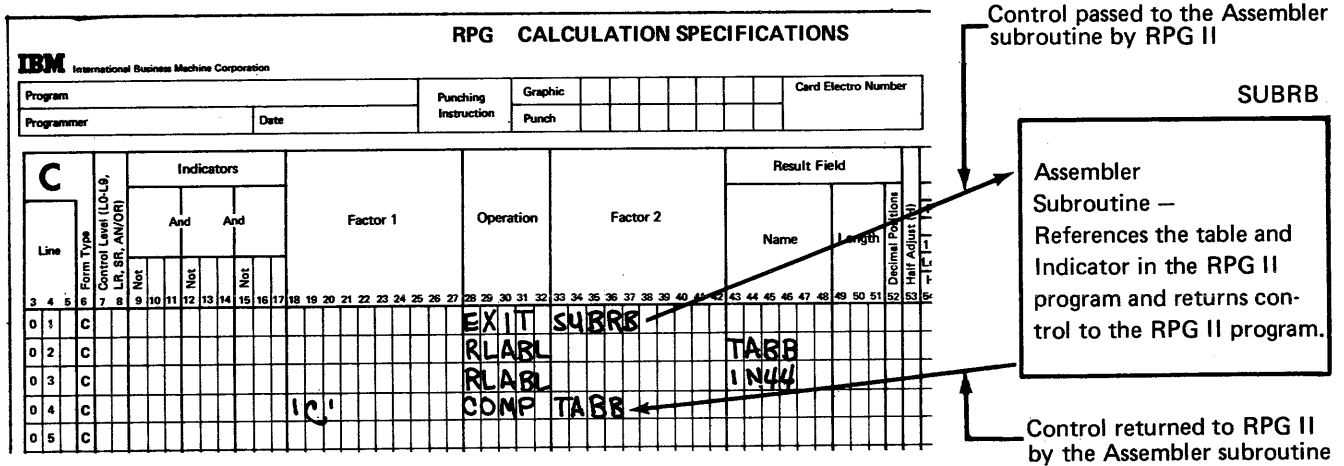 Control passed to the Assembler
subroutine by RPG II
RPG CALCULATION SPECIFICATIONS
IBM International Business Machine Corporation
Program
Programmer
Date
Punching
Instruction
Graphic
Punch
Card Electro Number
SUBRB
C
Line
Form Type
Control Level (L0-L9,
LR, SR, AN/OR)
Indicators
And And
Not Not Not
Factor 1
Operation
Factor 2
Result Field
Name
Length
Decimal Positions
Half Adjust (H)
3 4 5 6 7 8 9 10 11 12 13 14 15 16 17 18 19 20 21 22 23 24 25 26 27 28 29 30 31 32 33 34 35 36 37 38 39 40 41 42 43 44 45 46 47 48 49 50 51 52 53 54
0 1 C EXIT SUBRB
0 2 C RLABL TABB
0 3 C RLABL IN44
0 4 C 'C' COMP TABB
0 5 C
Assembler
Subroutine —
References the table and
Indicator in the RPG II
program and returns con-
trol to the RPG II program.
Control returned to RPG II
by the Assembler subroutine